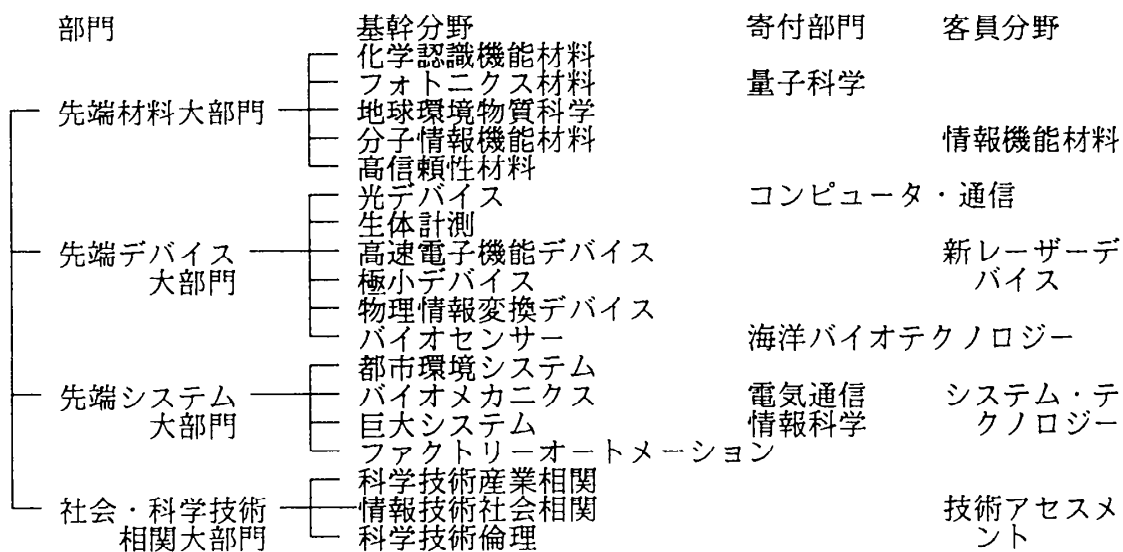 部門 基幹分野 寄付部門 客員分野
化学認識機能材料
フォトニクス材料 量子科学
先端材料大部門 地球環境物質科学
分子情報機能材料 情報機能材料
高信頼性材料
光デバイス コンピュータ・通信
生体計測
先端デバイス 高速電子機能デバイス 新レーザーデ
大部門 極小デバイス バイス
物理情報変換デバイス
バイオセンサー 海洋バイオテクノロジー
都市環境システム
先端システム バイオメカニクス 電気通信 システム・テ
大部門 巨大システム 情報科学 クノロジー
ファクトリーオートメーション
科学技術産業相関
社会・科学技術 情報技術社会相関 技術アセスメ
相関大部門 科学技術倫理 ント